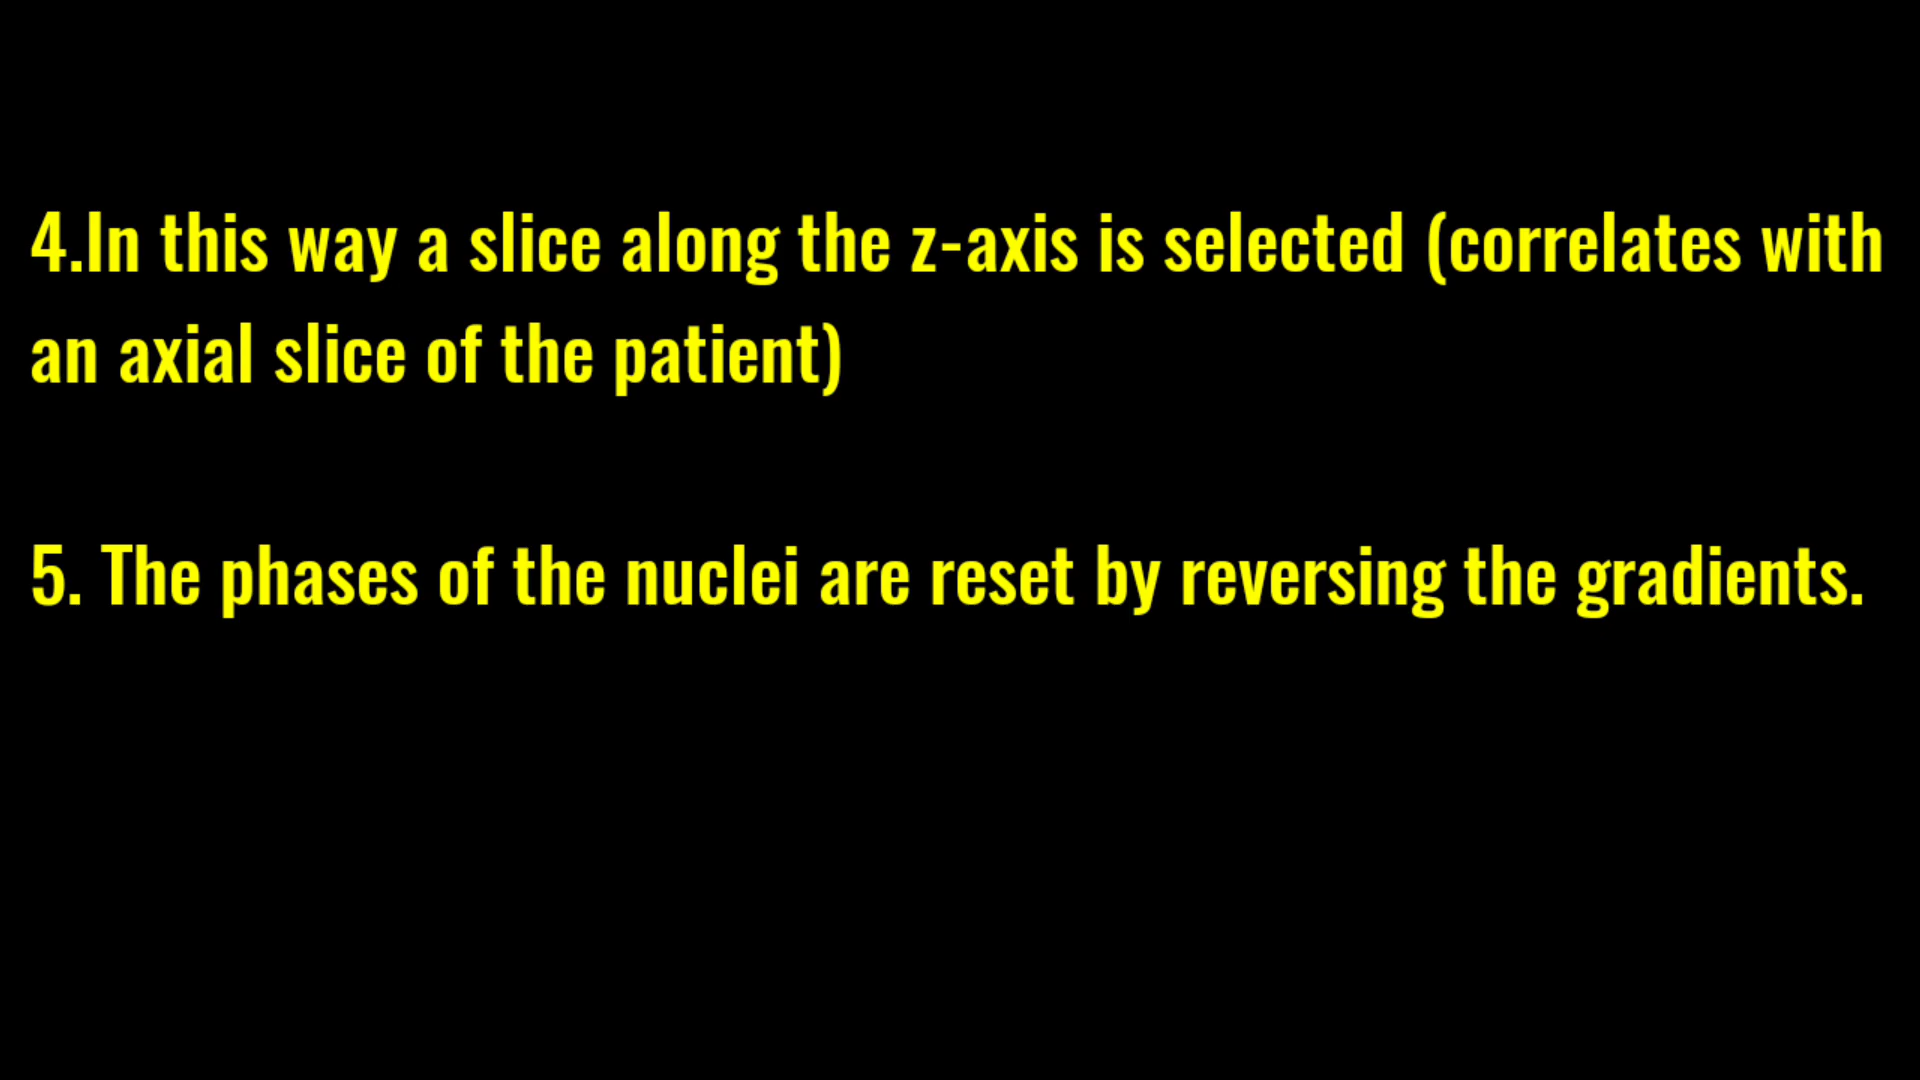 4.In this way a slice along the z-axis is selected (correlates with
an axial slice of the patient)
5. The phases of the nuclei are reset by reversing the gradients.